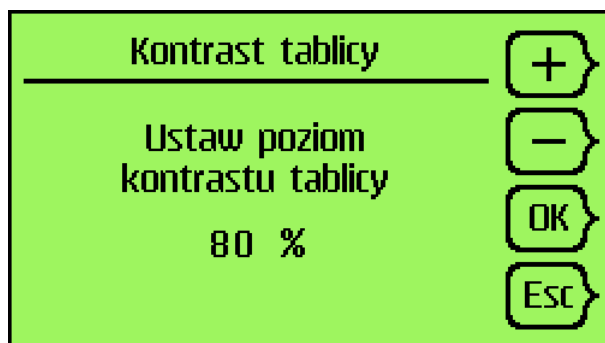 Kontrast tablicy
Ustaw poziom
kontrastu tablicy
80 %
+
−
OK
Esc